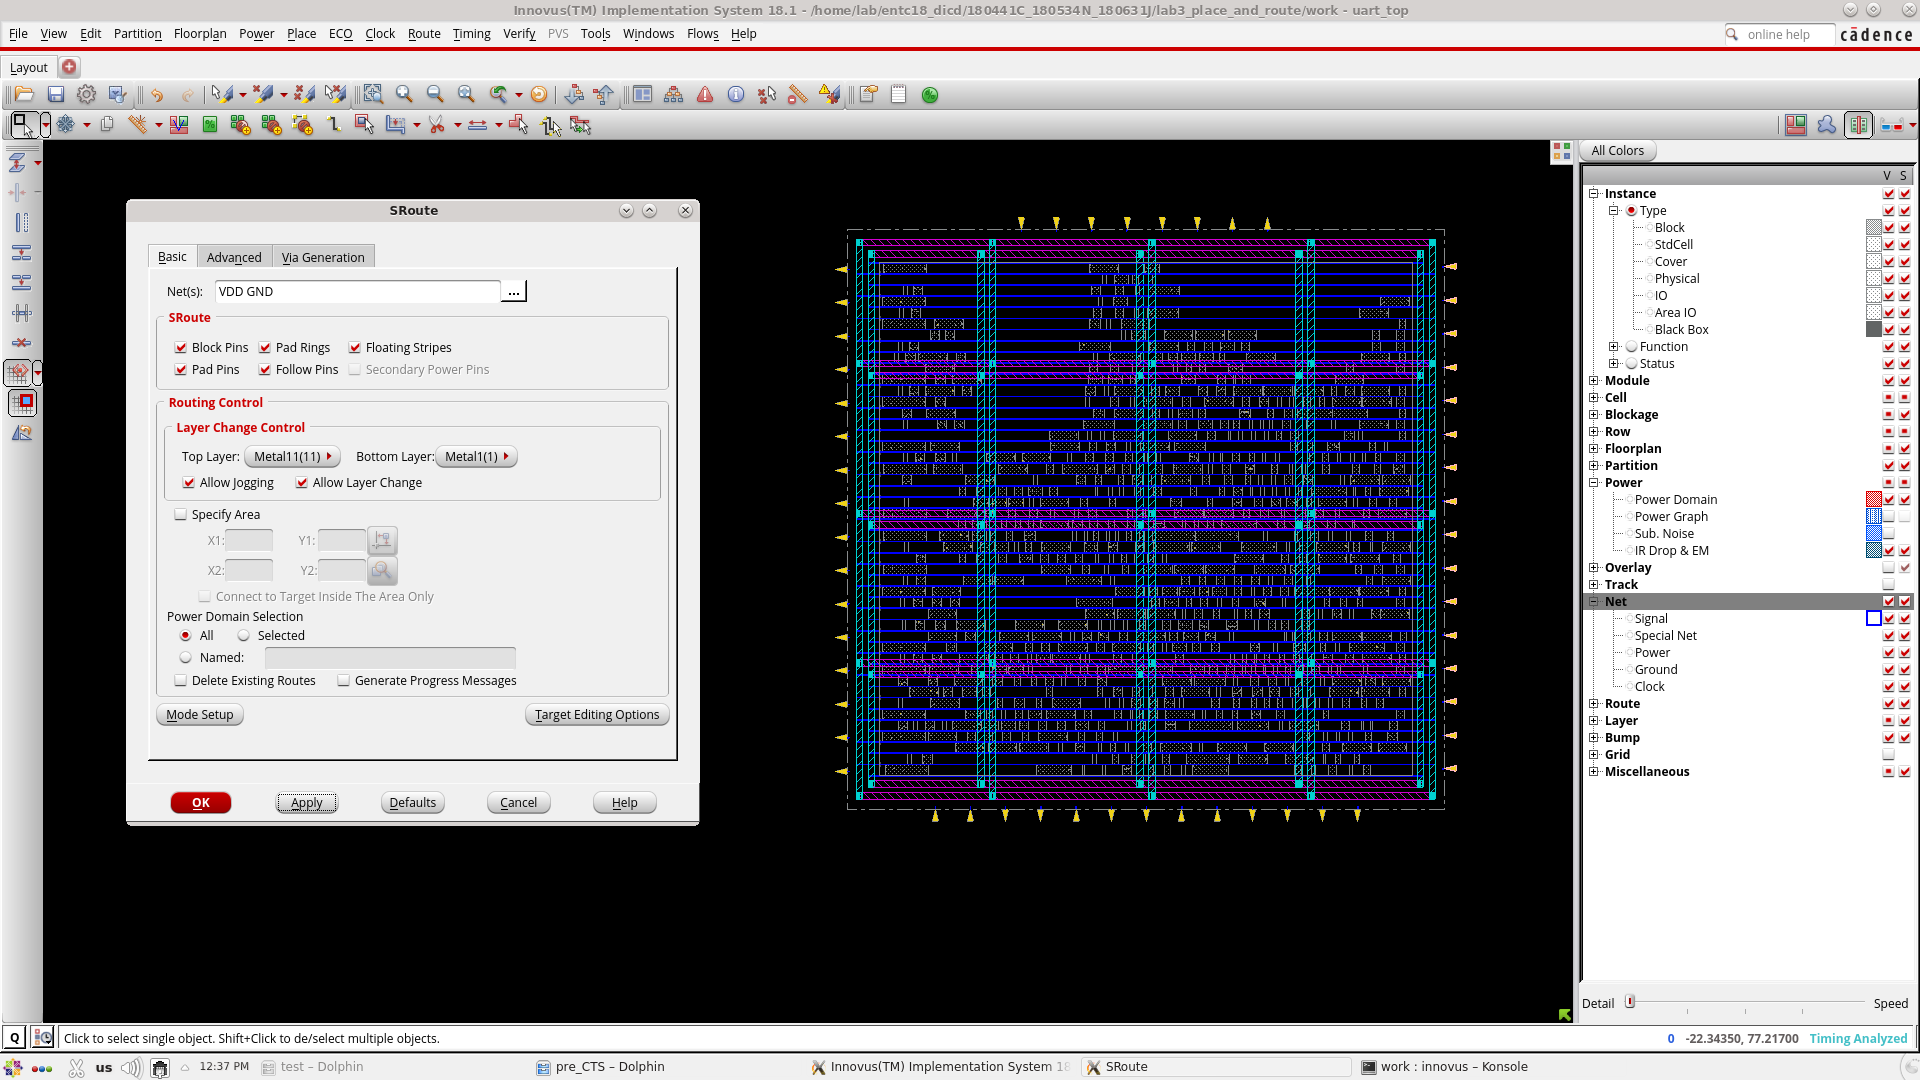 Innovus(TM) Implementation System 18.1 - /home/lab/entc18_dicd/180441C_180534N_180631J/lab3_place_and_route/work - uart_top
File View Edit Partition Floorplan Power Place ECO Clock Route Timing Verify PVS Tools Windows Flows Help
online help
cādence
Layout
All Colors
V S
Instance
Type
Block
StdCell
Cover
Physical
IO
Area IO
Black Box
Function
Status
Module
Cell
Blockage
Row
Floorplan
Partition
Power
Power Domain
Power Graph
Sub. Noise
IR Drop & EM
Overlay
Track
Net
Signal
Special Net
Power
Ground
Clock
Route
Layer
Bump
Grid
Miscellaneous
Detail Speed
SRoute
Basic Advanced Via Generation
Net(s): VDD GND ...
SRoute
Block Pins Pad Rings Floating Stripes
Pad Pins Follow Pins Secondary Power Pins
Routing Control
Layer Change Control
Top Layer: Metal11(11) Bottom Layer: Metal1(1)
Allow Jogging Allow Layer Change
Specify Area
X1: Y1:
X2: Y2:
Connect to Target Inside The Area Only
Power Domain Selection
All Selected
Named:
Delete Existing Routes Generate Progress Messages
Mode Setup Target Editing Options
OK Apply Defaults Cancel Help
Q Click to select single object. Shift+Click to de/select multiple objects.
0 -22.34350, 77.21700 Timing Analyzed
us 12:37 PM test – Dolphin pre_CTS – Dolphin Innovus(TM) Implementation System 18 SRoute work : innovus – Konsole